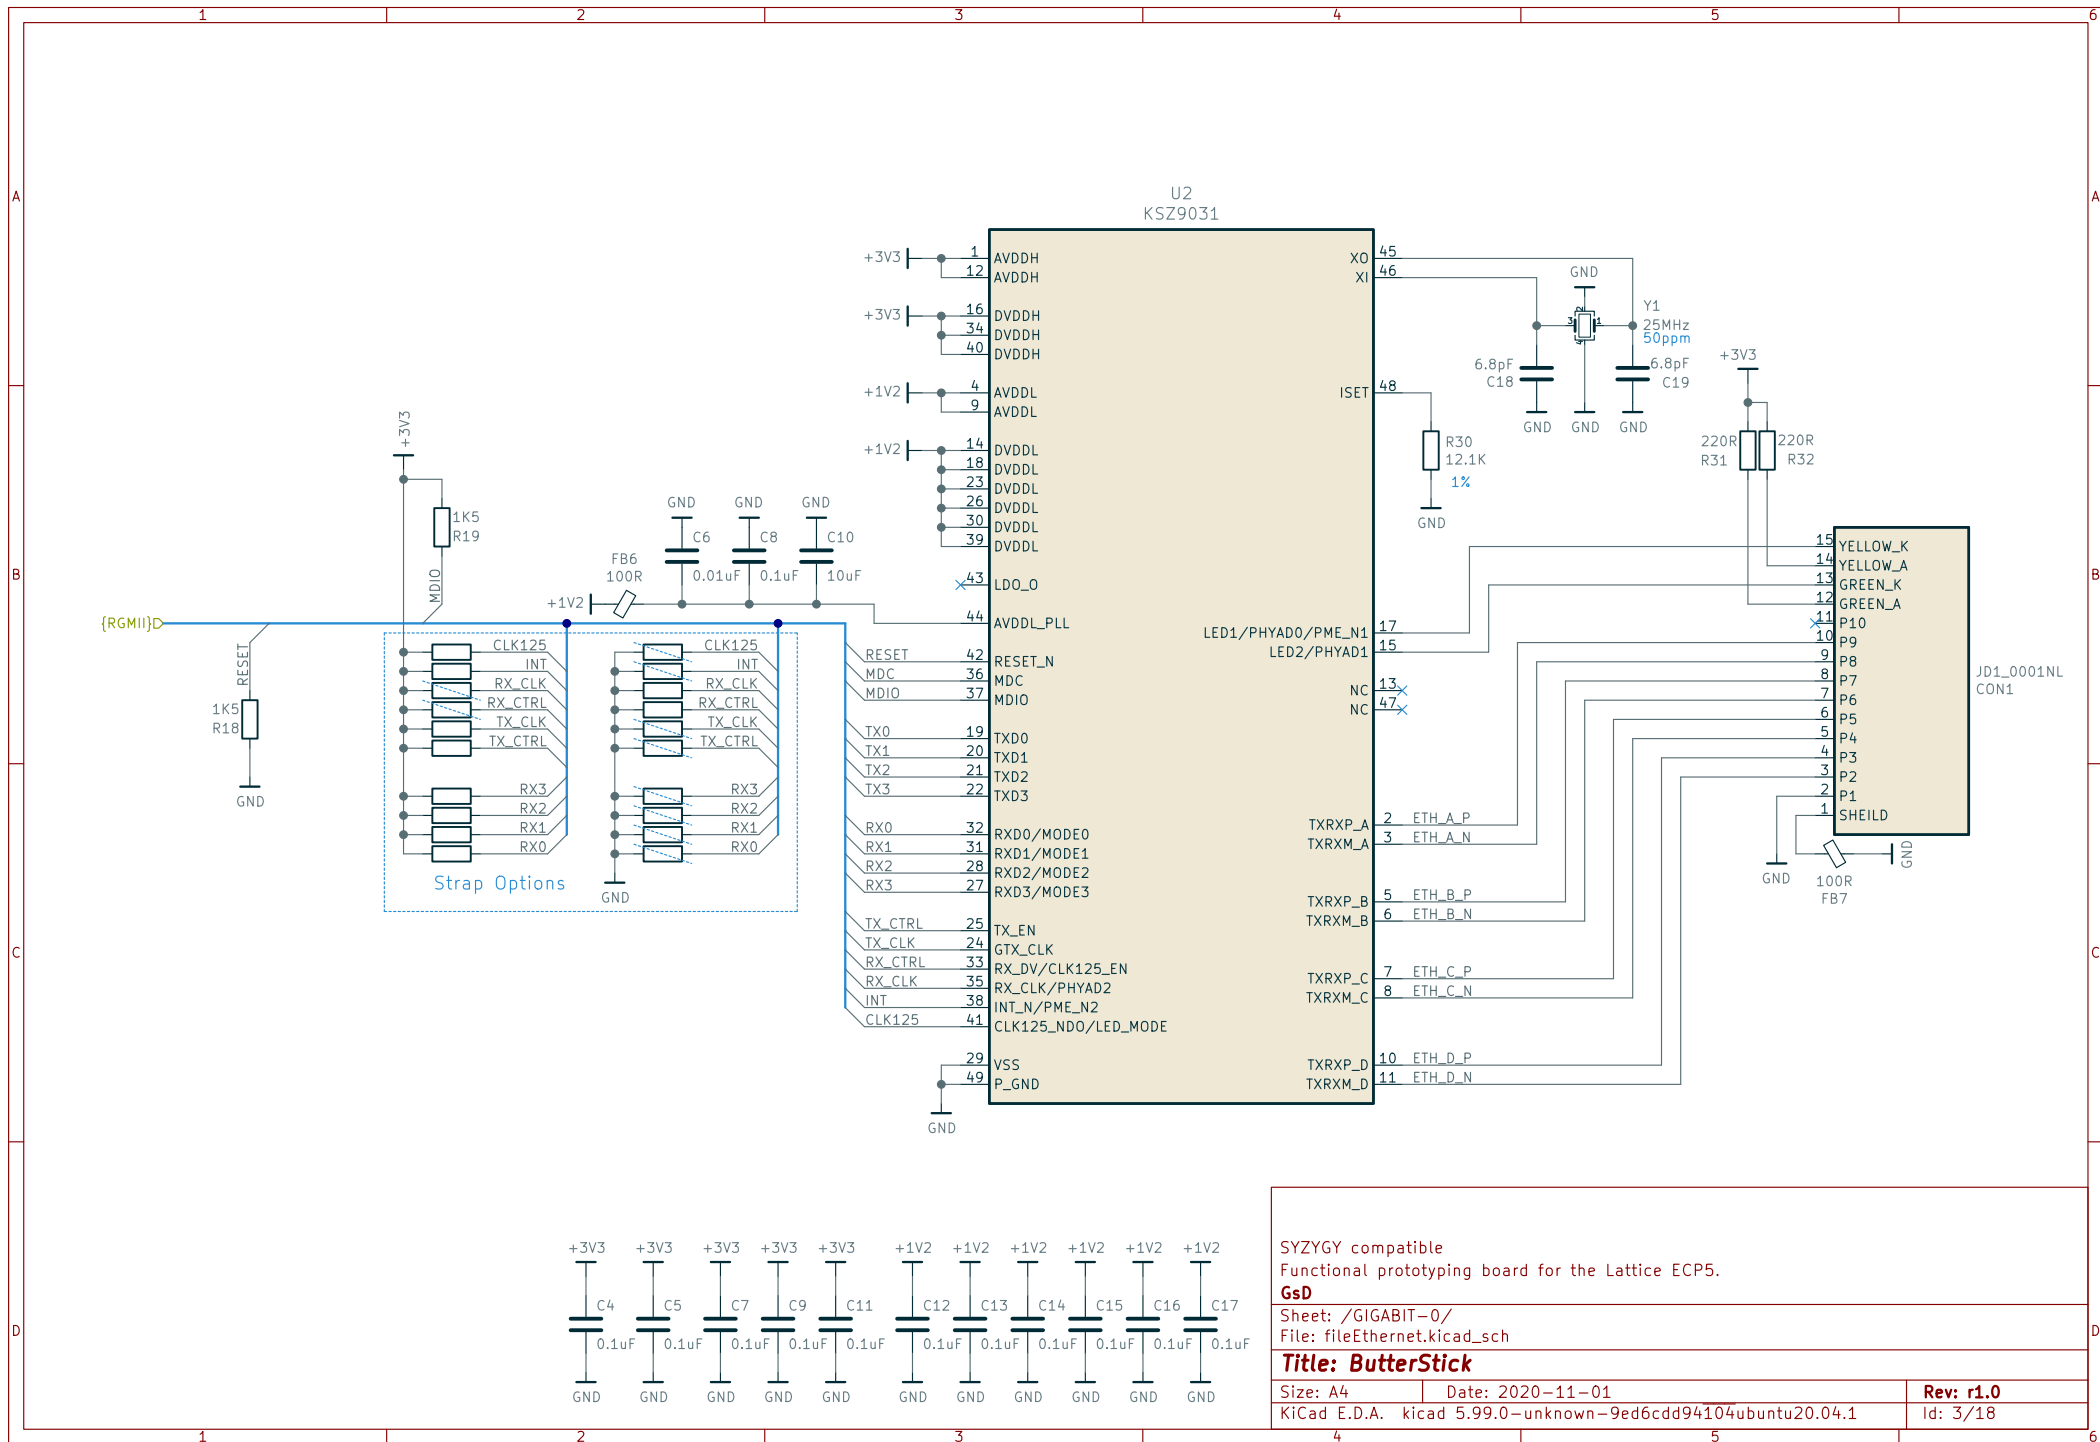 1 2 3 4 5 6
A A
B B
C C
D D
U2
KSZ9031
+3V3 1 AVDDH
12 AVDDH
+3V3 16 DVDDH
34 DVDDH
40 DVDDH
+1V2 4 AVDDL
9 AVDDL
+1V2 14 DVDDL
18 DVDDL
23 DVDDL
26 DVDDL
30 DVDDL
39 DVDDL
43 LDO_O
44 AVDDL_PLL
RESET 42 RESET_N
MDC 36 MDC
MDIO 37 MDIO
TX0 19 TXD0
TX1 20 TXD1
TX2 21 TXD2
TX3 22 TXD3
RX0 32 RXD0/MODE0
RX1 31 RXD1/MODE1
RX2 28 RXD2/MODE2
RX3 27 RXD3/MODE3
TX_CTRL 25 TX_EN
TX_CLK 24 GTX_CLK
RX_CTRL 33 RX_DV/CLK125_EN
RX_CLK 35 RX_CLK/PHYAD2
INT 38 INT_N/PME_N2
CLK125 41 CLK125_NDO/LED_MODE
29 VSS
49 P_GND
GND
XO 45
XI 46
ISET 48
LED1/PHYAD0/PME_N1 17
LED2/PHYAD1 15
NC 13
NC 47
TXRXP_A 2 ETH_A_P
TXRXM_A 3 ETH_A_N
TXRXP_B 5 ETH_B_P
TXRXM_B 6 ETH_B_N
TXRXP_C 7 ETH_C_P
TXRXM_C 8 ETH_C_N
TXRXP_D 10 ETH_D_P
TXRXM_D 11 ETH_D_N
GND
2
3 1
4
Y1
25MHz
50ppm
6.8pF
C18
6.8pF
C19
GND GND GND
R30
12.1K
1%
GND
+3V3
220R
R31
220R
R32
15 YELLOW_K
14 YELLOW_A
13 GREEN_K
12 GREEN_A
11 P10
10 P9
9 P8
8 P7
7 P6
6 P5
5 P4
4 P3
3 P2
2 P1
1 SHEILD
JD1_0001NL
CON1
GND
100R
FB7
GND
+3V3
1K5
R19
MDIO
{RGMII}
RESET
1K5
R18
GND
FB6
100R
+1V2
GND GND GND
C6 C8 C10
0.01uF 0.1uF 10uF
CLK125 CLK125
INT INT
RX_CLK RX_CLK
RX_CTRL RX_CTRL
TX_CLK TX_CLK
TX_CTRL TX_CTRL
RX3 RX3
RX2 RX2
RX1 RX1
RX0 RX0
Strap Options
GND
+3V3 +3V3 +3V3 +3V3 +3V3 +1V2 +1V2 +1V2 +1V2 +1V2 +1V2
C4 C5 C7 C9 C11 C12 C13 C14 C15 C16 C17
0.1uF 0.1uF 0.1uF 0.1uF 0.1uF 0.1uF 0.1uF 0.1uF 0.1uF 0.1uF 0.1uF
GND GND GND GND GND GND GND GND GND GND GND
SYZYGY compatible
Functional prototyping board for the Lattice ECP5.
GsD
Sheet: /GIGABIT-0/
File: fileEthernet.kicad_sch
Title: ButterStick
Size: A4 Date: 2020-11-01 Rev: r1.0
KiCad E.D.A. kicad 5.99.0-unknown-9ed6cdd94104ubuntu20.04.1 Id: 3/18
1 2 3 4 5 6